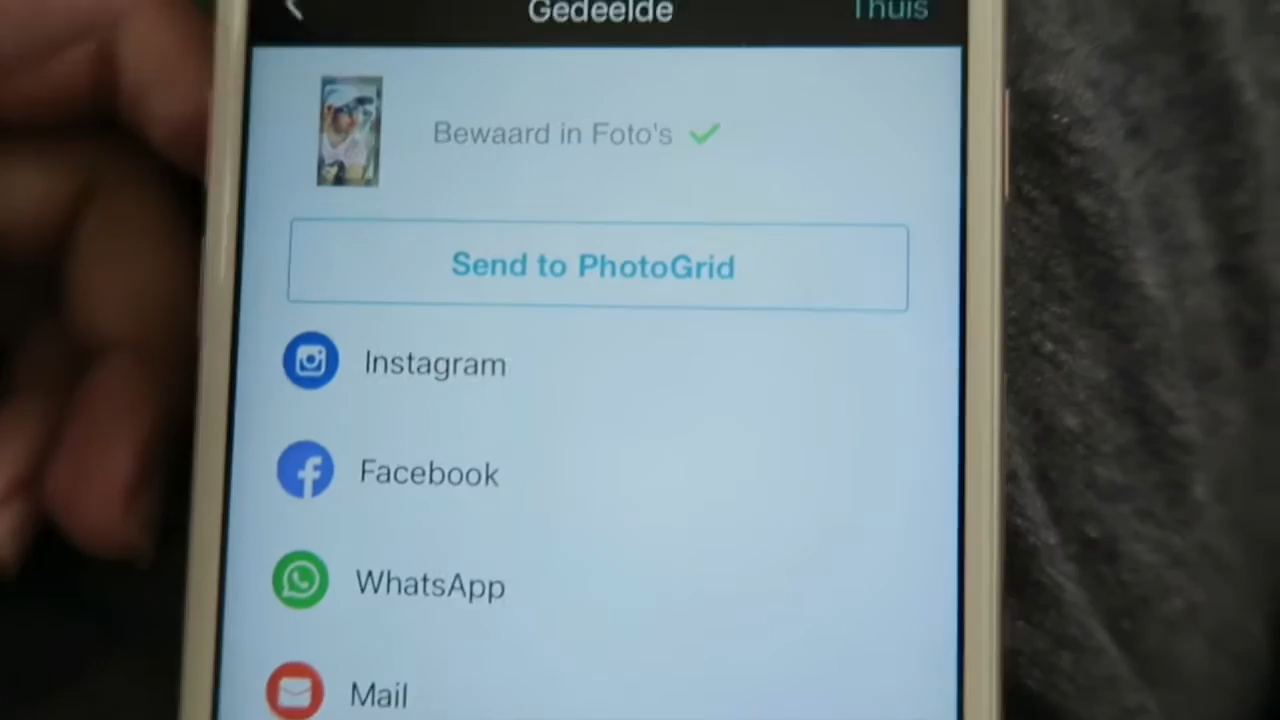 Gedeelde
Thuis
Bewaard in Foto's
Send to PhotoGrid
Instagram
Facebook
WhatsApp
Mail